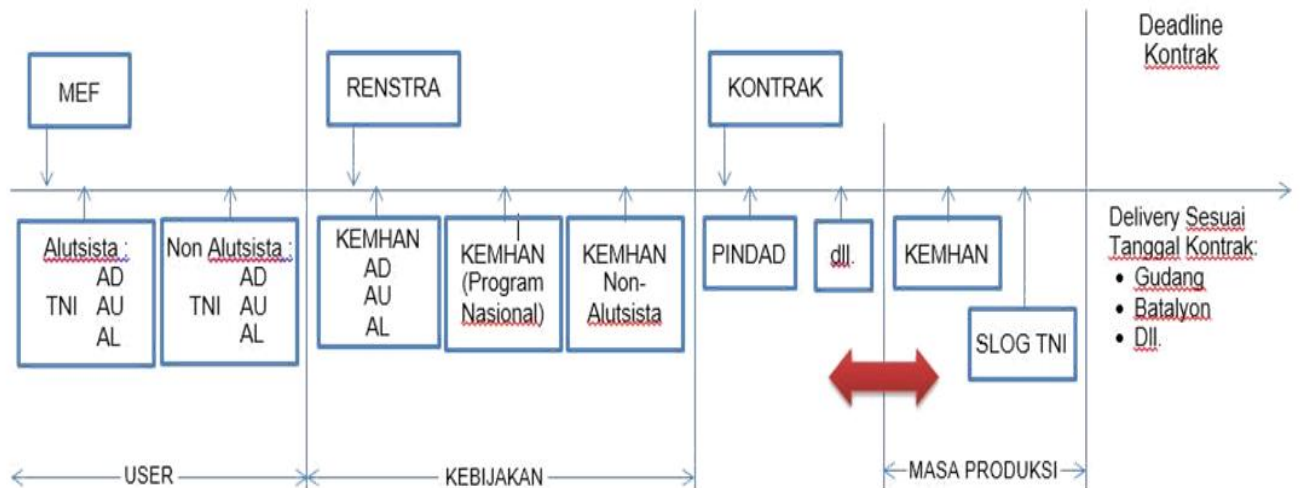 MEF
RENSTRA
KONTRAK
Deadline
Kontrak
Alutsista :
AD
TNI AU
AL
Non Alutsista :
AD
TNI AU
AL
KEMHAN
AD
AU
AL
KEMHAN
(Program
Nasional)
KEMHAN
Non-
Alutsista
PINDAD
dll.
KEMHAN
SLOG TNI
Delivery Sesuai
Tanggal Kontrak:
• Gudang
• Batalyon
• Dll.
USER
KEBIJAKAN
MASA PRODUKSI